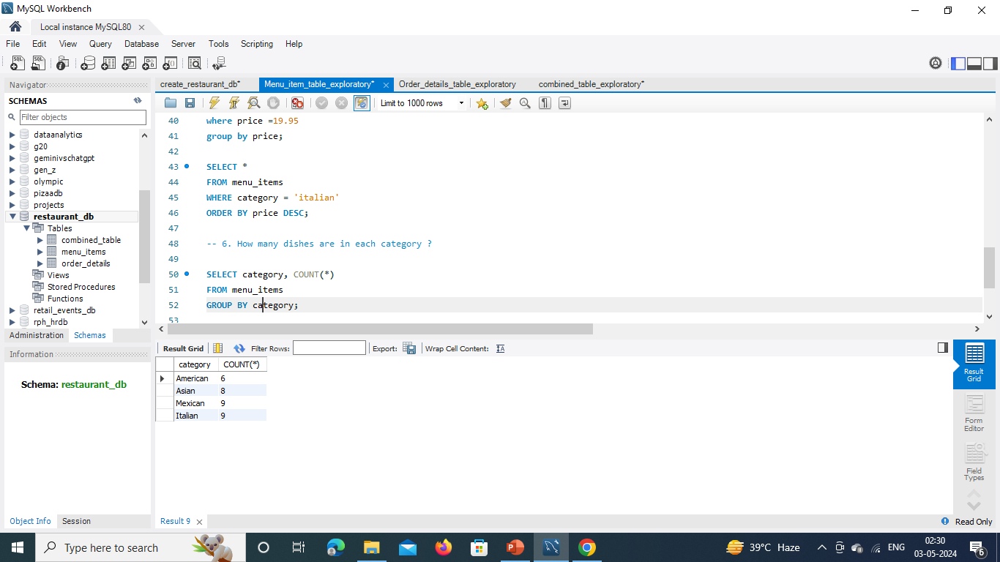 MySQL Workbench
Local instance MySQL80
File Edit View Query Database Server Tools Scripting Help
Navigator
SCHEMAS
Filter objects
dataanalytics
g20
geminivschatgpt
gen_z
olympic
pizaadb
projects
restaurant_db
Tables
combined_table
menu_items
order_details
Views
Stored Procedures
Functions
retail_events_db
rph_hrdb
Administration Schemas
Information
Schema: restaurant_db
Object Info Session
create_restaurant_db* Menu_item_table_exploratory* Order_details_table_exploratory combined_table_exploratory*
Limit to 1000 rows
40 where price =19.95
41 group by price;
42
43 SELECT *
44 FROM menu_items
45 WHERE category = 'italian'
46 ORDER BY price DESC;
47
48 -- 6. How many dishes are in each category ?
49
50 SELECT category, COUNT(*)
51 FROM menu_items
52 GROUP BY category;
53
Result Grid Filter Rows: Export: Wrap Cell Content:
category COUNT(*)
American 6
Asian 8
Mexican 9
Italian 9
Result Grid
Form Editor
Field Types
Result 9
Read Only
Type here to search
39°C Haze
ENG
02:30
03-05-2024
6